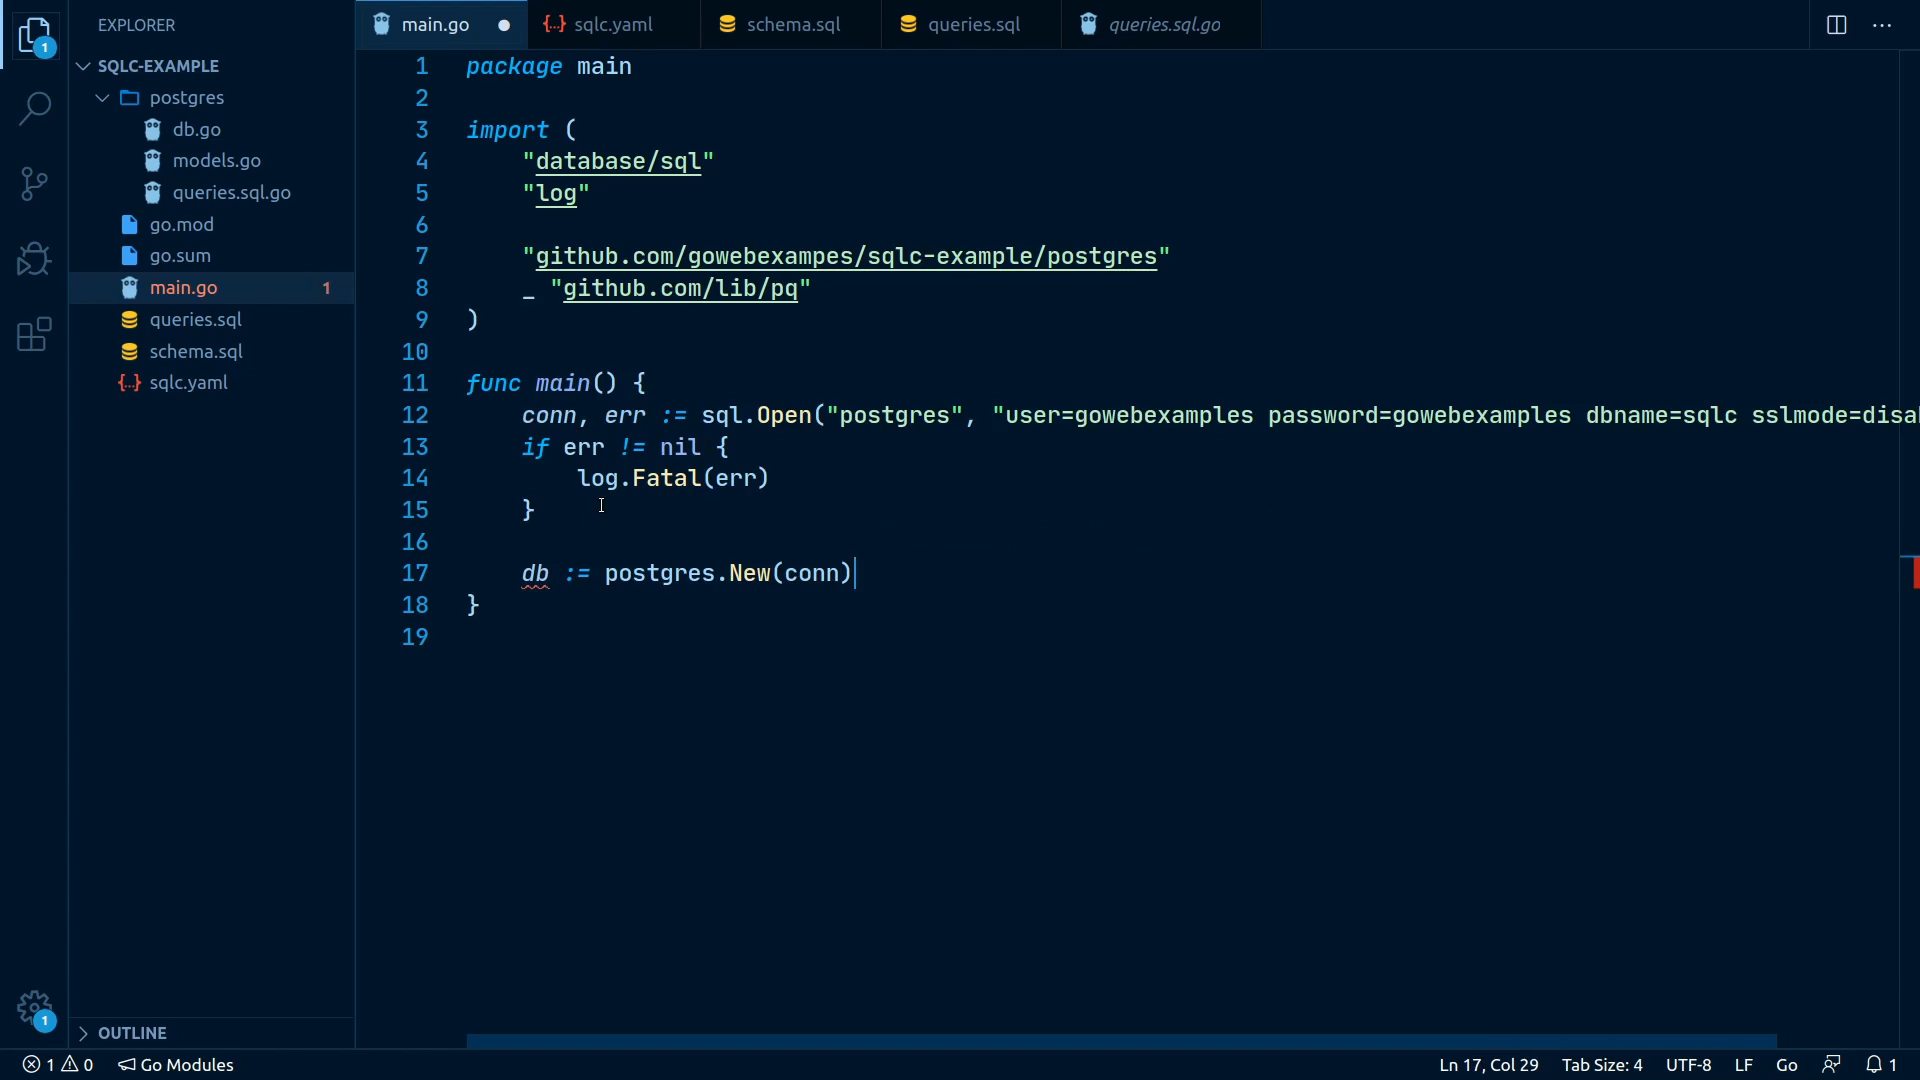 EXPLORER
SQLC-EXAMPLE
postgres
db.go
models.go
queries.sql.go
go.mod
go.sum
main.go 1
queries.sql
schema.sql
sqlc.yaml
OUTLINE
1
1
main.go
{..} sqlc.yaml
schema.sql
queries.sql
queries.sql.go
1 package main
2
3 import (
4 "database/sql"
5 "log"
6
7 "github.com/gowebexampes/sqlc-example/postgres"
8 _ "github.com/lib/pq"
9 )
10
11 func main() {
12 conn, err := sql.Open("postgres", "user=gowebexamples password=gowebexamples dbname=sqlc sslmode=disab
13 if err != nil {
14 log.Fatal(err)
15 }
16
17 db := postgres.New(conn)
18 }
19
1 0 Go Modules
Ln 17, Col 29 Tab Size: 4 UTF-8 LF Go 1